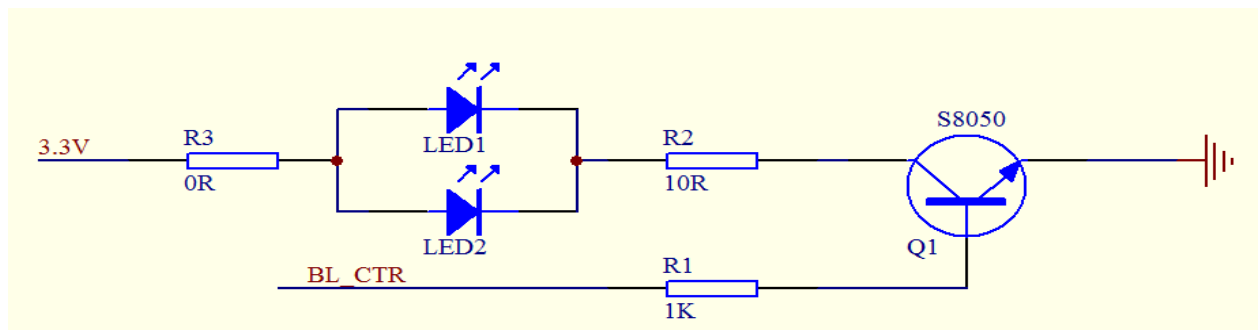 S8050
3.3V
R3
LED1
R2
0R
10R
LED2
Q1
BL_CTR
R1
1K